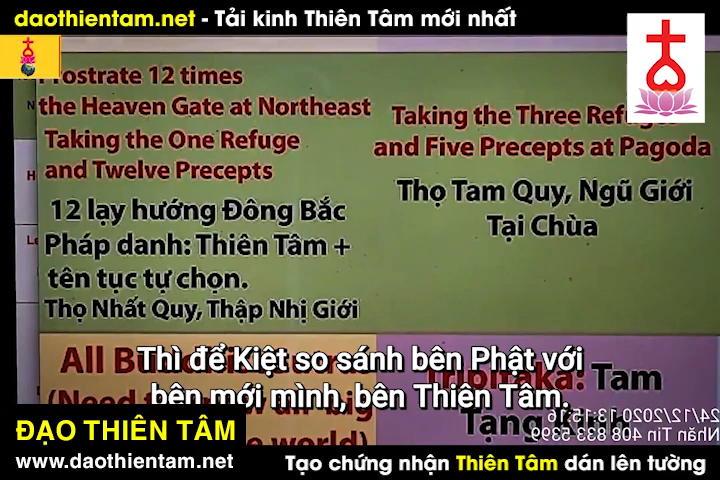 daothientam.net - Tải kinh Thiên Tâm mới nhất
Prostrate 12 times
the Heaven Gate at Northeast
Taking the One Refuge
and Twelve Precepts
12 lạy hướng Đông Bắc
Pháp danh: Thiên Tâm +
tên tục tự chọn.
Thọ Nhất Quy, Thập Nhị Giới
Taking the Three Refuges
and Five Precepts at Pagoda
Thọ Tam Quy, Ngũ Giới
Tại Chùa
All
Tam
Tạng Kinh
Thì để Kiệt so sánh bên Phật với
bên mới mình, bên Thiên Tâm.
24/12/2020 13:15:16
Nhắn Tin 408 833 5399
ĐẠO THIÊN TÂM
www.daothientam.net
Tạo chứng nhận Thiên Tâm dán lên tường